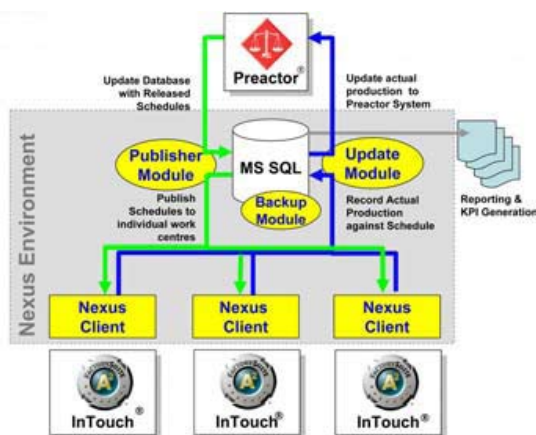 Preactor®
Update Database
with Released
Schedules
Update actual
production to
Preactor System
Nexus Environment
Publisher
Module
MS SQL
Update
Module
Backup
Module
Publish
Schedules to
individual work
centres
Record Actual
Production
against Schedule
Reporting &
KPI Generation
Nexus
Client
Nexus
Client
Nexus
Client
InTouch®
InTouch®
InTouch®